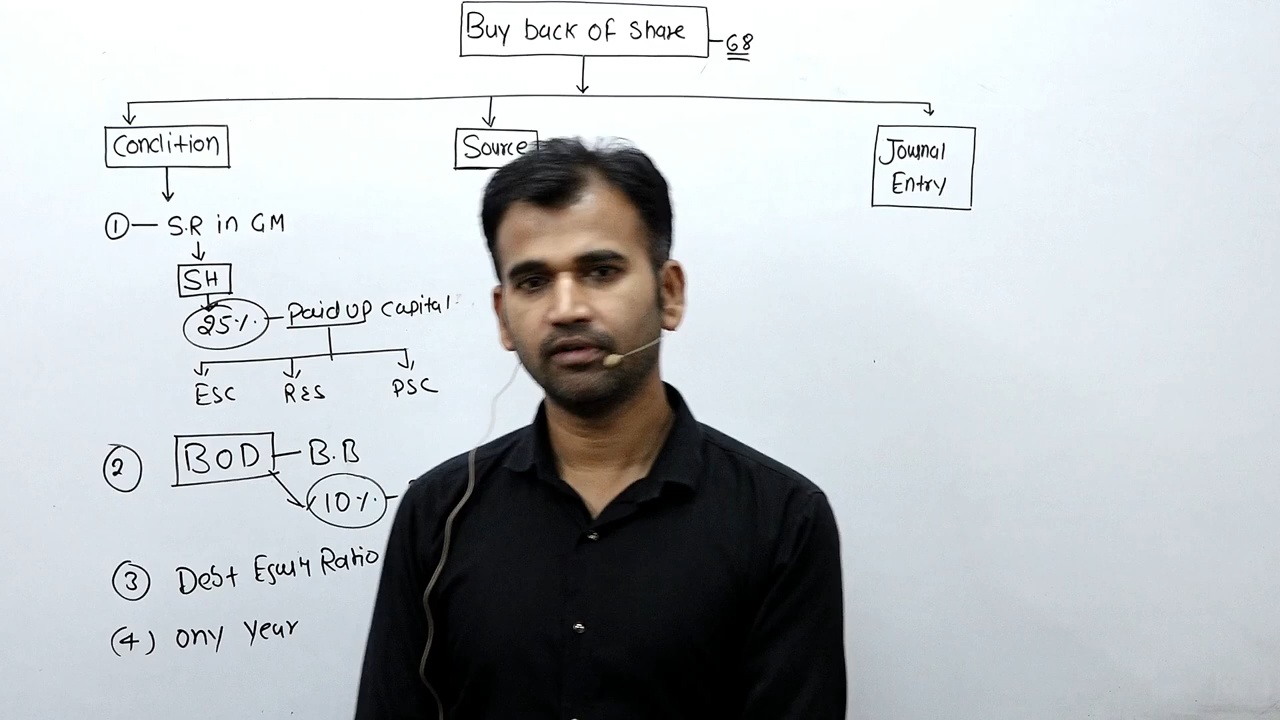 Buy back of share - 68
Condition
Source
Journal
Entry
① — S.R in GM
SH
25% - Paid up capital
ESC RES PSC
② BOD - B.B
10% -
③ Debt Equity Ratio
(4) ony year